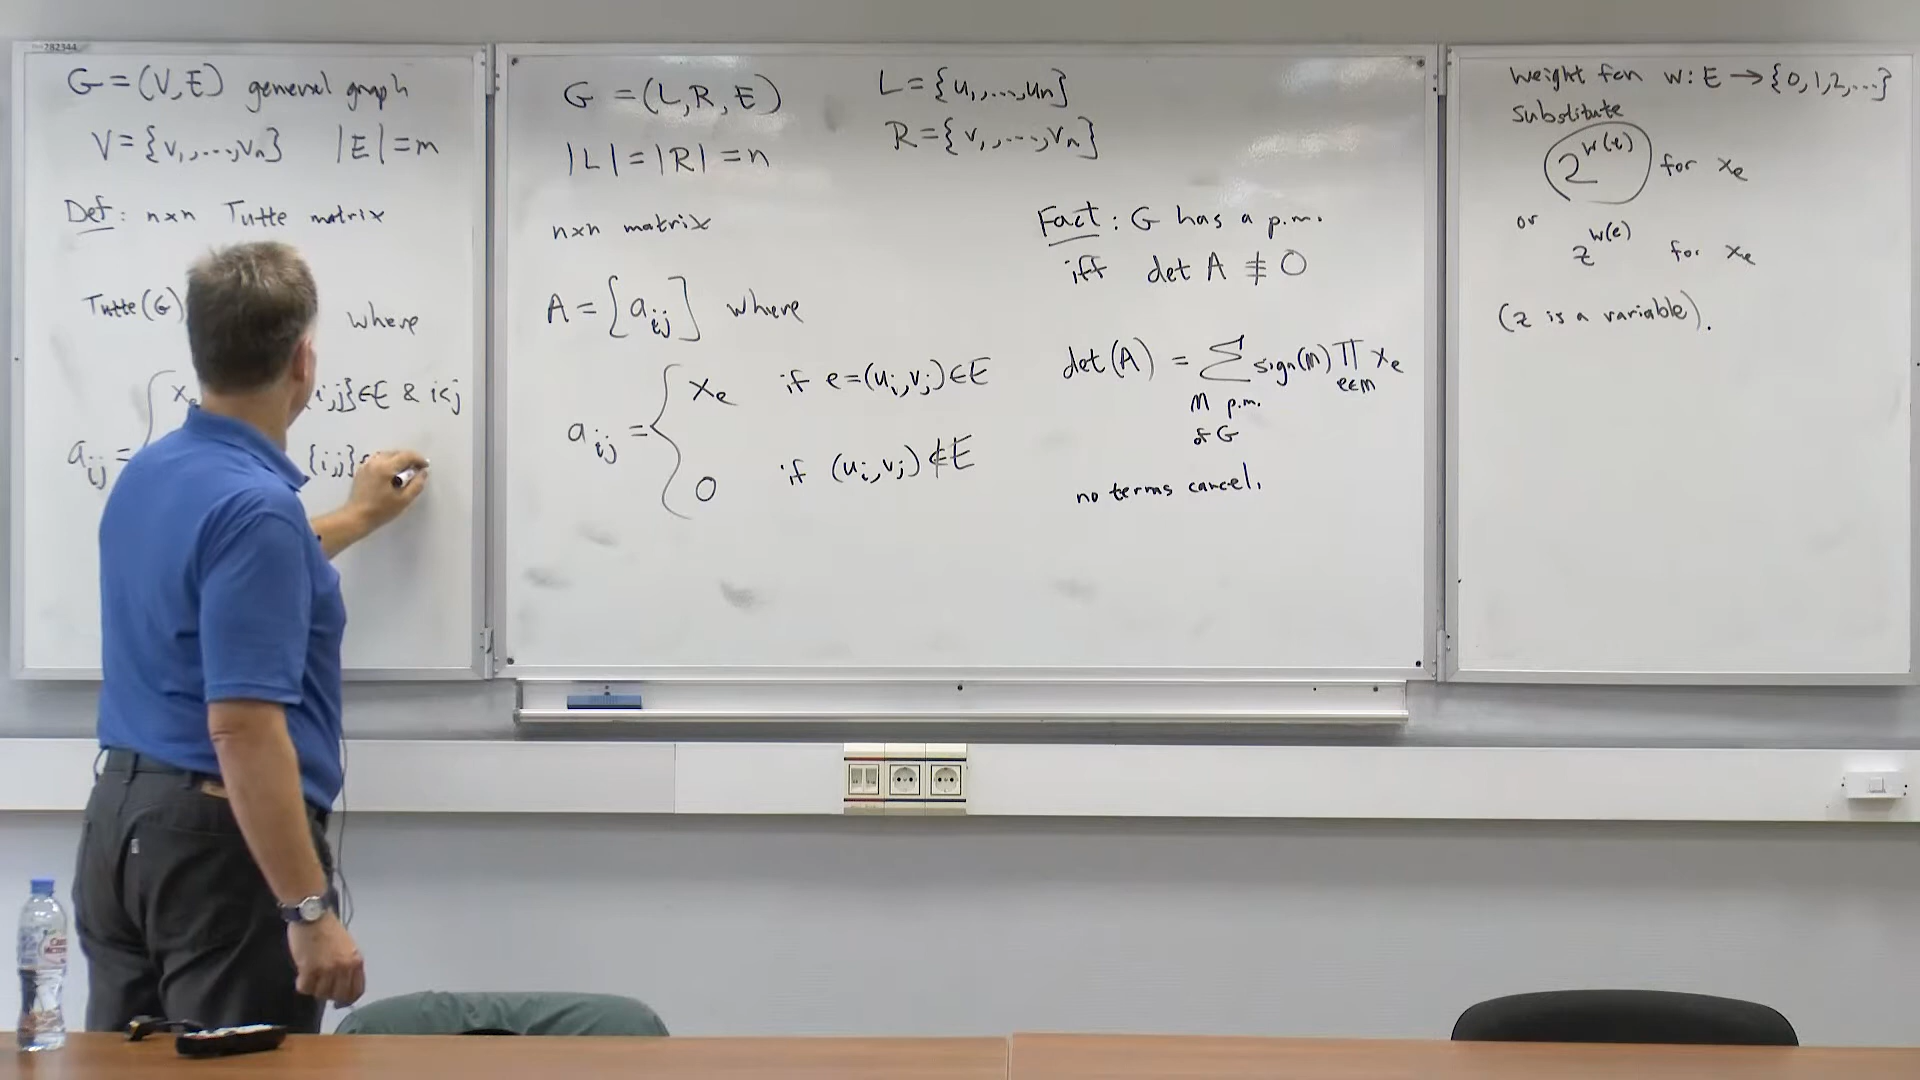 282344
G = (V, E) general graph
V = {v₁, ..., vₙ} |E| = m
Def: n×n Tutte matrix
Tutte(G) where
xₑ i,j} ∈ E & i<j
aᵢⱼ = {i,j}
G = (L, R, E) L = {u₁, ..., uₙ}
|L| = |R| = n R = {v₁, ..., vₙ}
n×n matrix
A = [aᵢⱼ] where
aᵢⱼ = { xₑ if e = (uᵢ, vⱼ) ∈ E
0 if (uᵢ, vⱼ) ∉ E
Fact: G has a p.m.
iff det A ≢ 0
det(A) = Σ sign(M) Π xₑ
M p.m. e∈M
of G
no terms cancel.
weight fcn w: E → {0, 1, 2, ...}
substitute
2^w(e) for xₑ
or
z^w(e) for xₑ
(z is a variable).